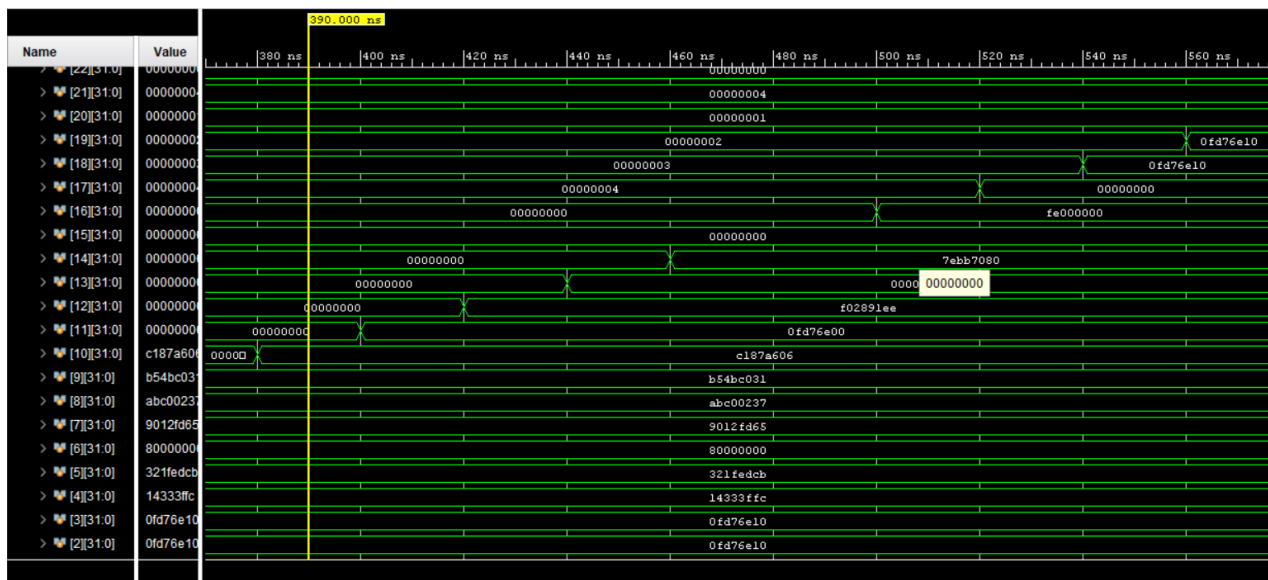 390.000 ns
Name Value 380 ns 400 ns 420 ns 440 ns 460 ns 480 ns 500 ns 520 ns 540 ns 560 ns
[22][31:0] 00000000 00000000
[21][31:0] 00000004 00000004
[20][31:0] 00000001 00000001
[19][31:0] 00000002 00000002 0fd76e10
[18][31:0] 00000003 00000003 0fd76e10
[17][31:0] 00000004 00000004 00000000
[16][31:0] 00000000 00000000 fe000000
[15][31:0] 00000000 00000000
[14][31:0] 00000000 00000000 7ebb7080
[13][31:0] 00000000 00000000 0000 00000000
[12][31:0] 00000000 00000000 f02891ee
[11][31:0] 00000000 00000000 0fd76e00
[10][31:0] c187a606 0000 c187a606
[9][31:0] b54bc031 b54bc031
[8][31:0] abc00237 abc00237
[7][31:0] 9012fd65 9012fd65
[6][31:0] 80000000 80000000
[5][31:0] 321fedcb 321fedcb
[4][31:0] 14333ffc 14333ffc
[3][31:0] 0fd76e10 0fd76e10
[2][31:0] 0fd76e10 0fd76e10